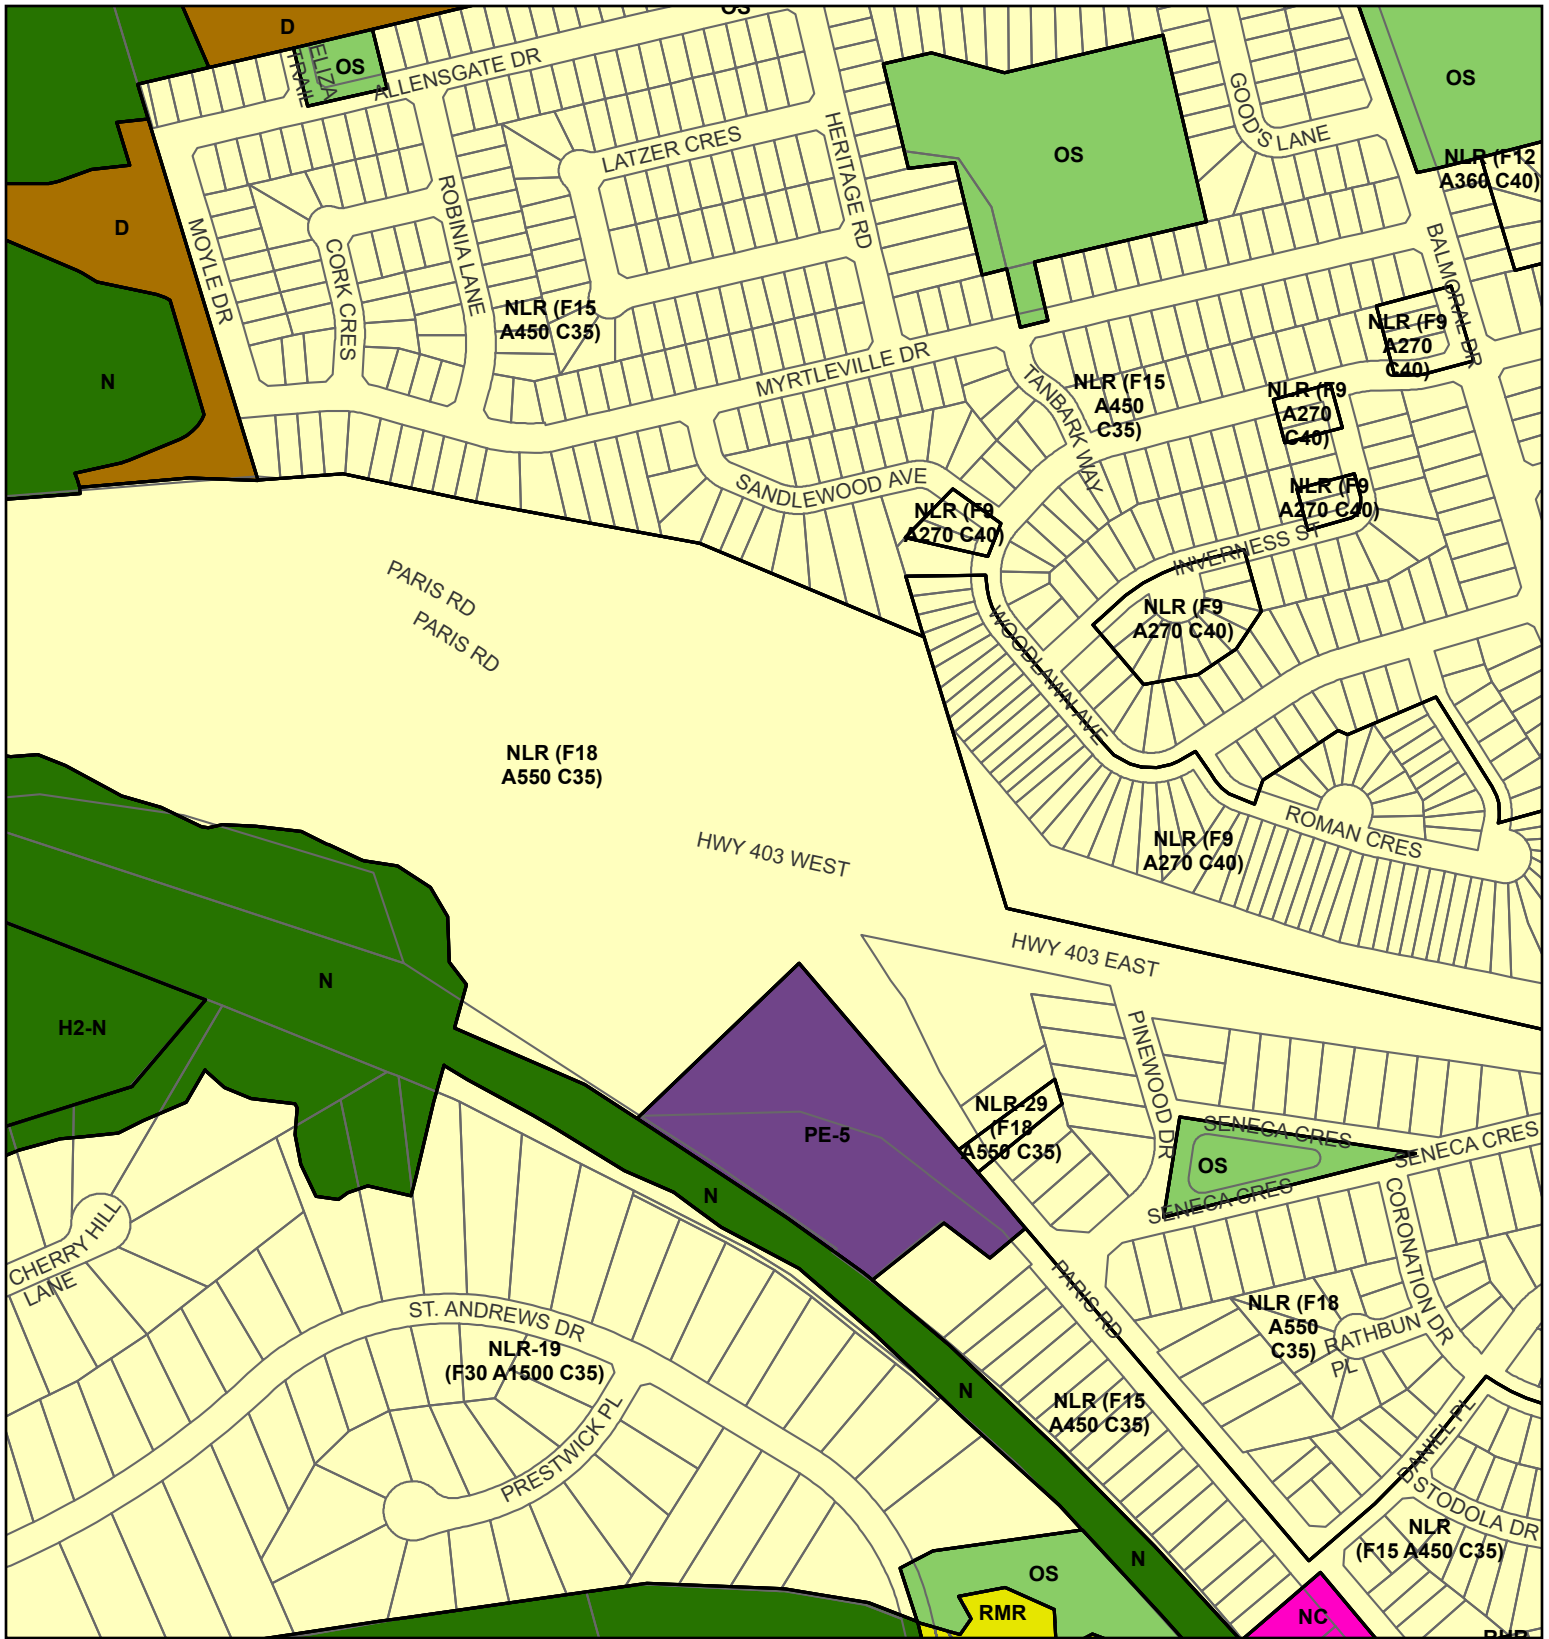 OS
D
ELIZA
TRAIL
OS
ALLENSGATE DR
OS
GOOD'S LANE
OS
LATZER CRES
HERITAGE RD
NLR (F12
A360 C40)
D
MOYLE DR
CORK CRES
ROBINIA LANE
BALMORAL DR
NLR (F15
A450 C35)
NLR (F9
A270
C40)
N
MYRTLEVILLE DR
TANBARK WAY
NLR (F15
A450
C35)
NLR (F9
A270
C40)
SANDLEWOOD AVE
NLR (F9
A270 C40)
NLR (F9
A270 C40)
INVERNESS ST
PARIS RD
PARIS RD
WOODLAWN AVE
NLR (F9
A270 C40)
NLR (F18
A550 C35)
HWY 403 WEST
ROMAN CRES
NLR (F9
A270 C40)
HWY 403 EAST
N
H2-N
PINEWOOD DR
NLR-29
(F18
A550 C35)
PE-5
SENECA CRES
SENECA CRES
OS
SENECA CRES
N
CHERRY HILL
LANE
CORONATION DR
PARIS RD
ST. ANDREWS DR
NLR-19
(F30 A1500 C35)
NLR (F18
A550
C35)
RATHBUN
PL
N
NLR (F15
A450 C35)
PRESTWICK PL
DANIEL PL
STODOLA DR
NLR
(F15 A450 C35)
N
OS
RMR
NC